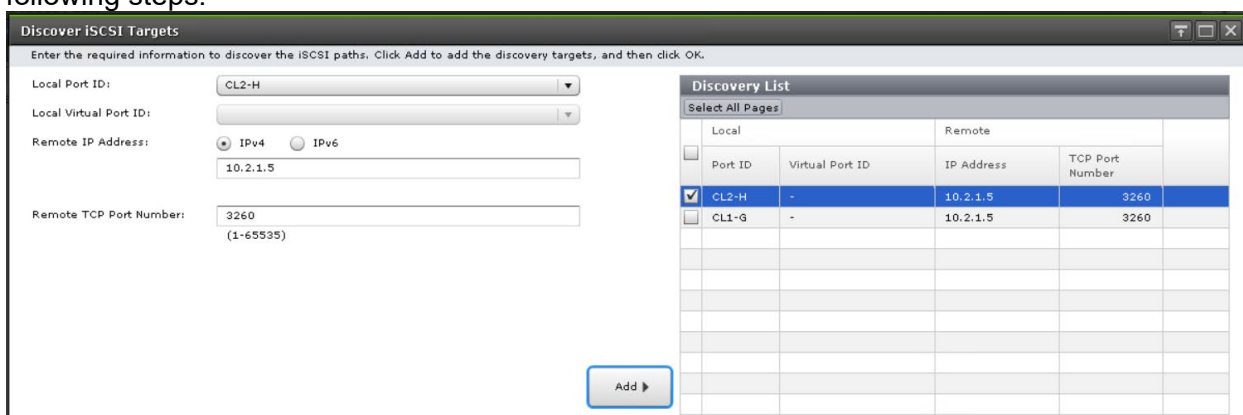 following steps.
Discover iSCSI Targets
Enter the required information to discover the iSCSI paths. Click Add to add the discovery targets, and then click OK.
Local Port ID:
CL2-H
Local Virtual Port ID:
Remote IP Address:
IPv4
IPv6
10.2.1.5
Remote TCP Port Number:
3260
(1-65535)
Add
Discovery List
Select All Pages
Local
Remote
Port ID
Virtual Port ID
IP Address
TCP Port
Number
CL2-H - 10.2.1.5 3260
CL1-G - 10.2.1.5 3260